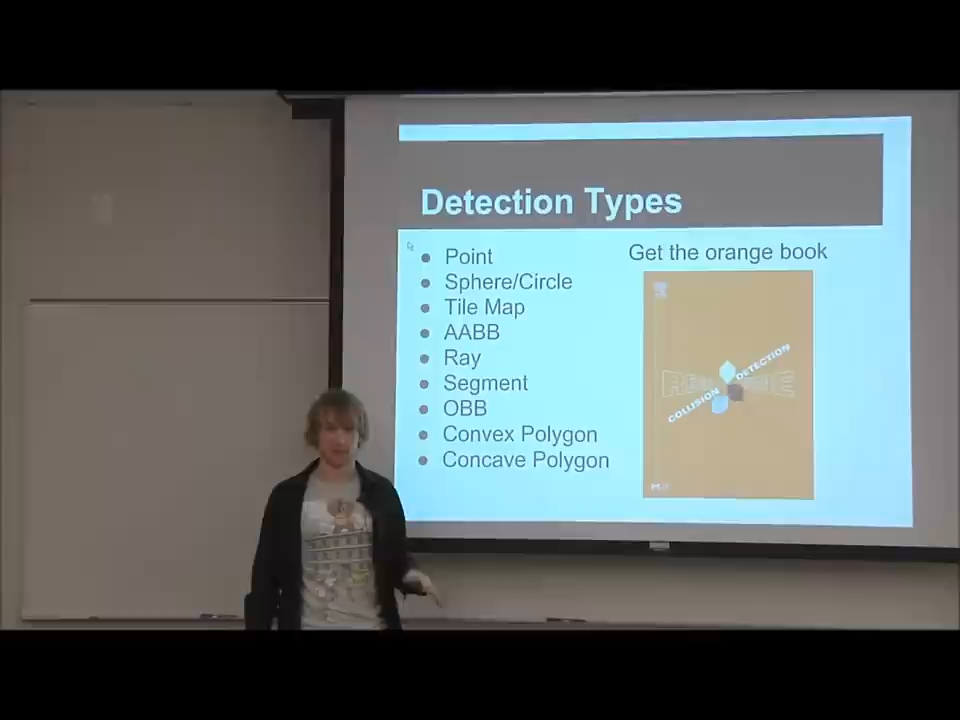 Detection Types
Point
Sphere/Circle
Tile Map
AABB
Ray
Segment
OBB
Convex Polygon
Concave Polygon
Get the orange book
COLLISION DETECTION